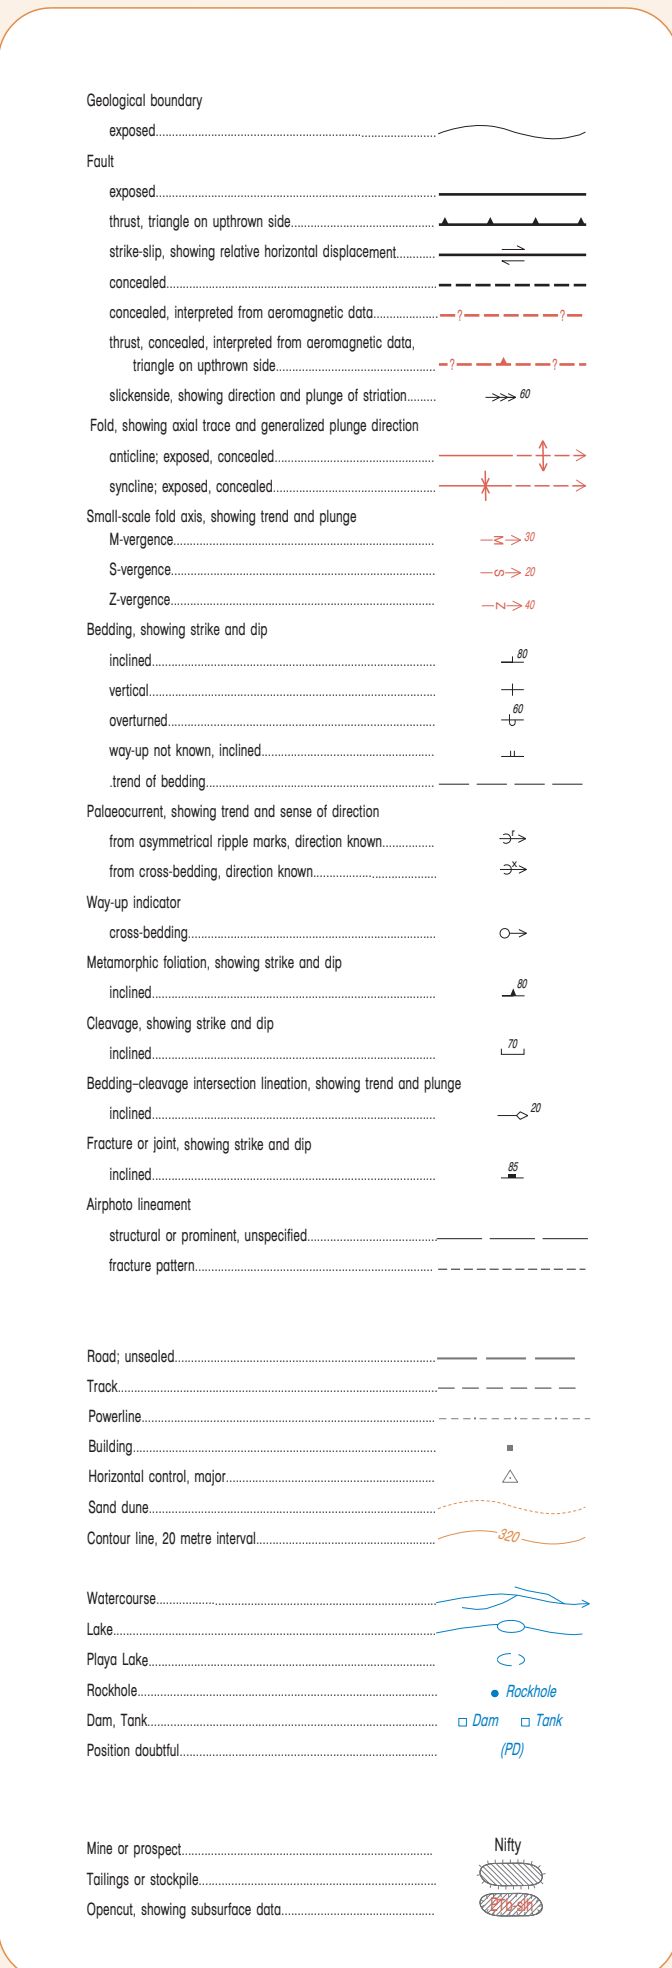 Geological boundary
exposed
Fault
exposed
thrust, triangle on upthrown side
strike-slip, showing relative horizontal displacement
concealed
concealed, interpreted from aeromagnetic data ? ?
thrust, concealed, interpreted from aeromagnetic data,
triangle on upthrown side ? ?
slickenside, showing direction and plunge of striation 60
Fold, showing axial trace and generalized plunge direction
anticline; exposed, concealed
syncline; exposed, concealed
Small-scale fold axis, showing trend and plunge
M-vergence M 30
S-vergence S 20
Z-vergence Z 40
Bedding, showing strike and dip
inclined 80
vertical
overturned 60
way-up not known, inclined
.trend of bedding
Palaeocurrent, showing trend and sense of direction
from asymmetrical ripple marks, direction known r
from cross-bedding, direction known x
Way-up indicator
cross-bedding
Metamorphic foliation, showing strike and dip
inclined 80
Cleavage, showing strike and dip
inclined 70
Bedding–cleavage intersection lineation, showing trend and plunge
inclined 20
Fracture or joint, showing strike and dip
inclined 85
Airphoto lineament
structural or prominent, unspecified
fracture pattern
Road; unsealed
Track
Powerline
Building
Horizontal control, major
Sand dune
Contour line, 20 metre interval 320
Watercourse
Lake
Playa Lake
Rockhole Rockhole
Dam, Tank Dam Tank
Position doubtful (PD)
Mine or prospect Nifty
Tailings or stockpile
Opencut, showing subsurface data